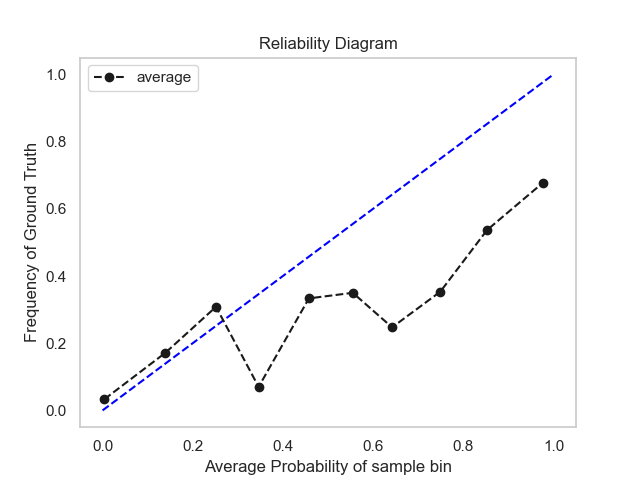 Reliability Diagram
average
Frequency of Ground Truth
1.0
0.8
0.6
0.4
0.2
0.0
0.0 0.2 0.4 0.6 0.8 1.0
Average Probability of sample bin